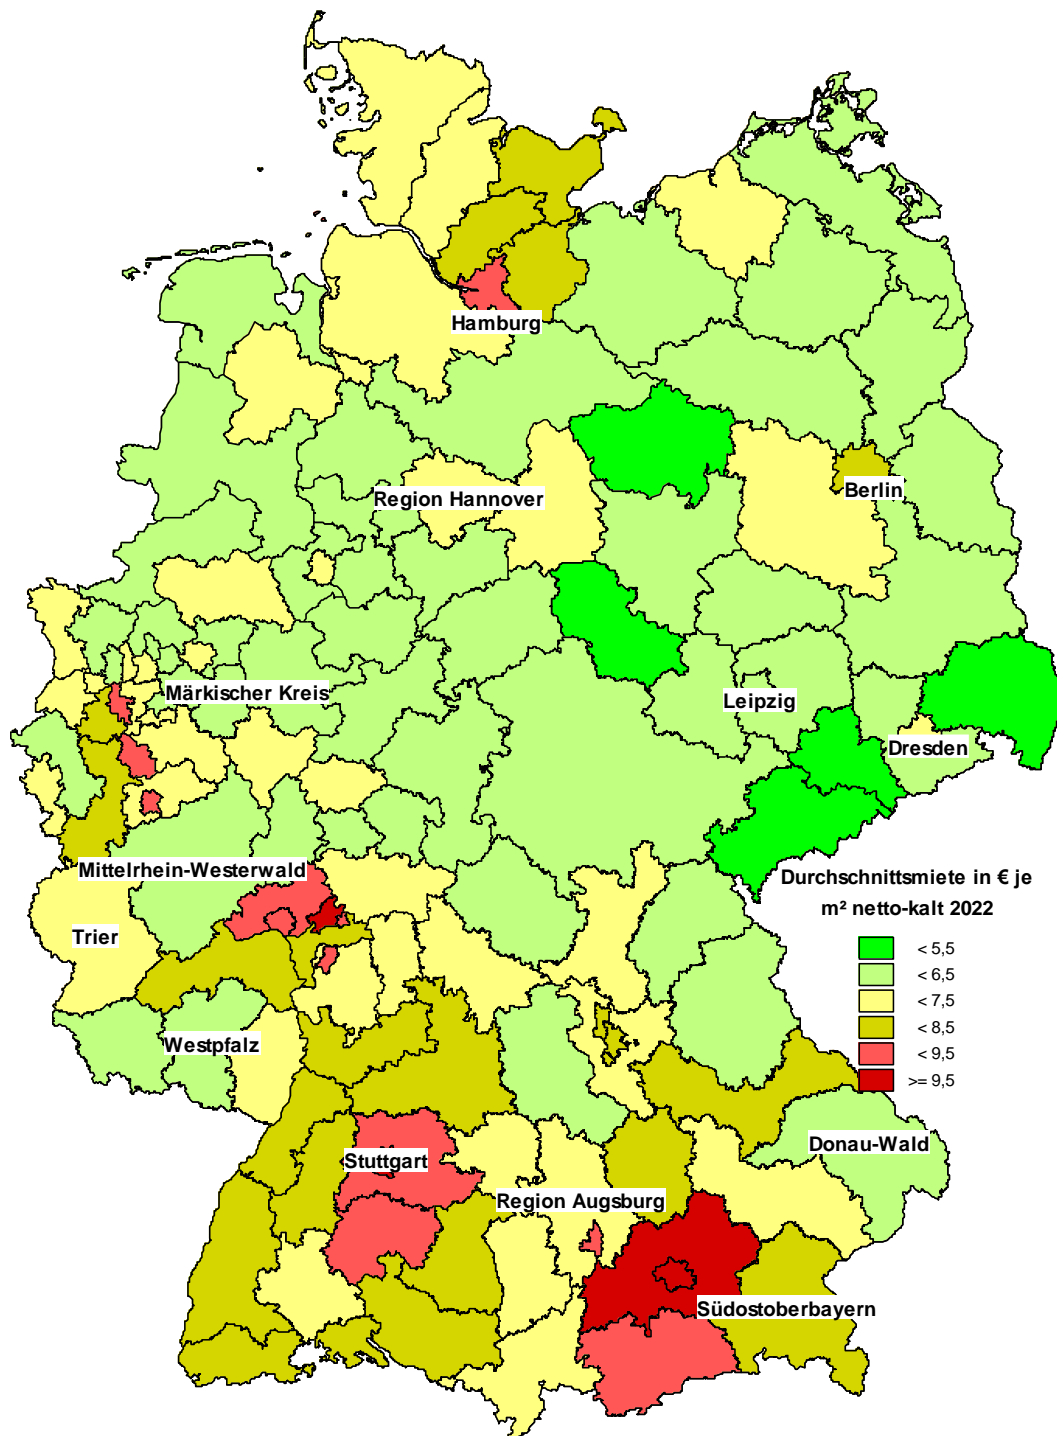 Hamburg
Region Hannover
Berlin
Märkischer Kreis
Leipzig
Dresden
Mittelrhein-Westerwald
Durchschnittsmiete in € je
m² netto-kalt 2022
Trier
< 5,5
< 6,5
< 7,5
< 8,5
< 9,5
>= 9,5
Westpfalz
Donau-Wald
Stuttgart
Region Augsburg
Südostoberbayern